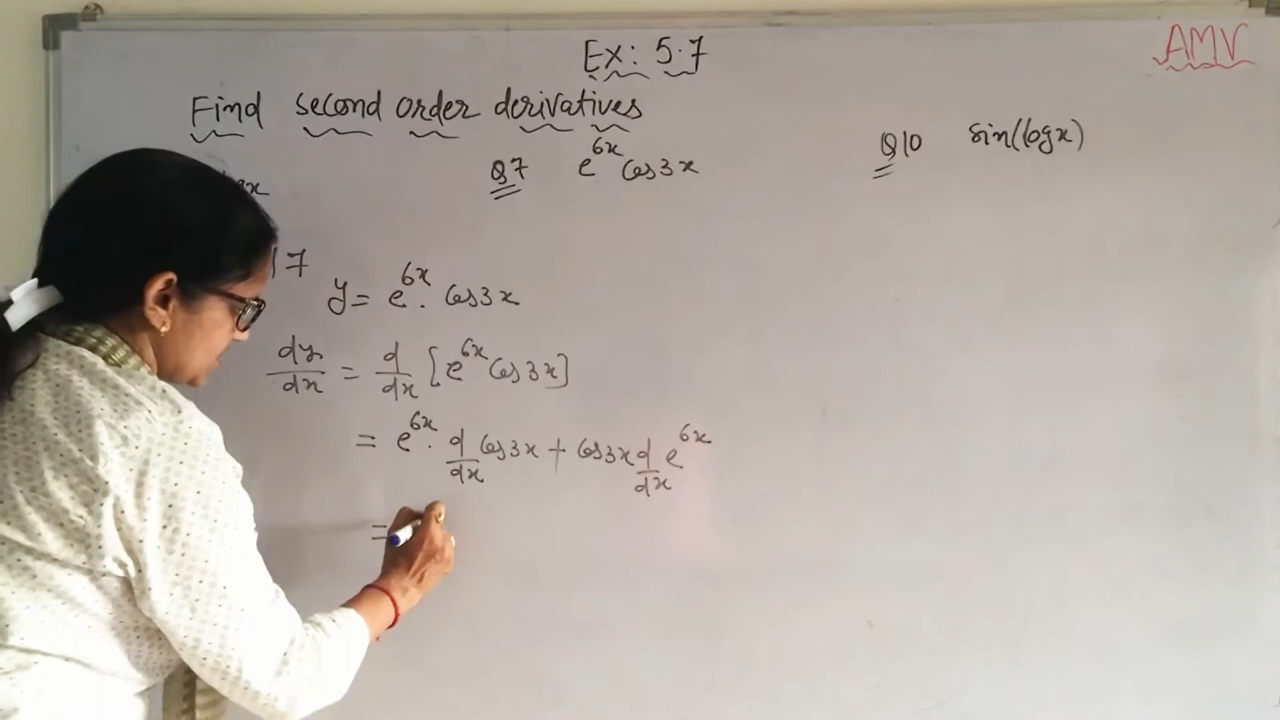 Ex: 5.7
AMV
Find second order derivatives
Q7 e^6x cos3x
Q10 sin(logx)
7
y = e^6x . cos3x
dy/dx = d/dx [e^6x cos3x]
= e^6x . d/dx cos3x + cos3x d/dx e^6x
=